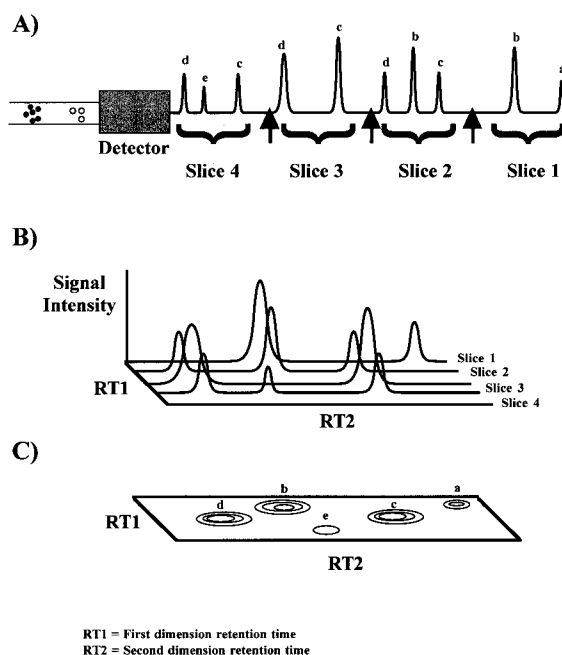 A)
d e c d c d b c b a
Detector
Slice 4 Slice 3 Slice 2 Slice 1
B)
Signal
Intensity
Slice 1
Slice 2
Slice 3
Slice 4
RT1
RT2
C)
d b e c a
RT1
RT2
RT1 = First dimension retention time
RT2 = Second dimension retention time